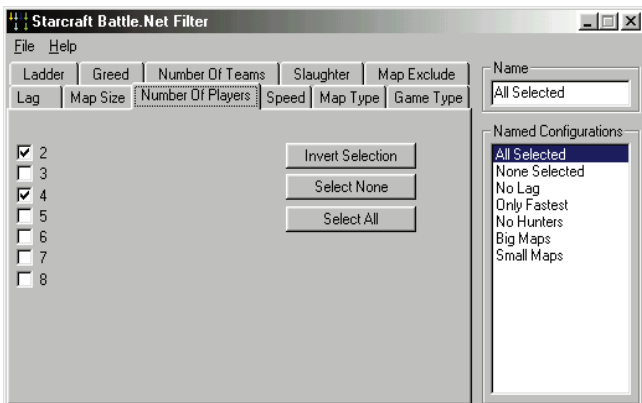 Starcraft Battle.Net Filter
File Help
Ladder Greed Number Of Teams Slaughter Map Exclude
Lag Map Size Number Of Players Speed Map Type Game Type
2
3
4
5
6
7
8
Invert Selection
Select None
Select All
Name
All Selected
Named Configurations
All Selected
None Selected
No Lag
Only Fastest
No Hunters
Big Maps
Small Maps